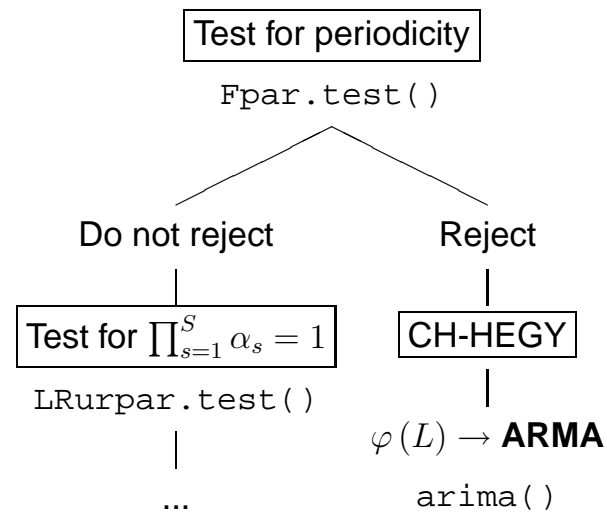 Test for periodicity
Fpar.test()
Do not reject
Reject
Test for ∏_{s=1}^{S} α_s = 1
CH-HEGY
LRurpar.test()
φ(L) → ARMA
...
arima()